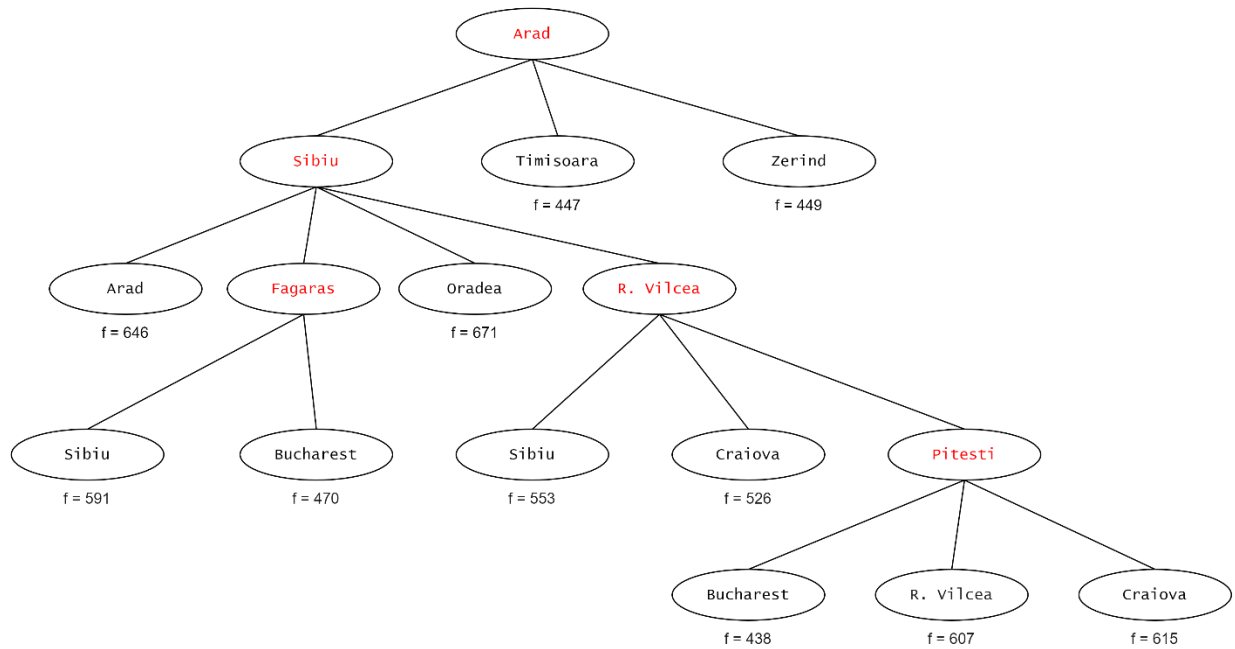 Arad
Sibiu
Timisoara
Zerind
f = 447
f = 449
Arad
Fagaras
Oradea
R. Vilcea
f = 646
f = 671
Sibiu
Bucharest
Sibiu
Craiova
Pitesti
f = 591
f = 470
f = 553
f = 526
Bucharest
R. Vilcea
Craiova
f = 438
f = 607
f = 615